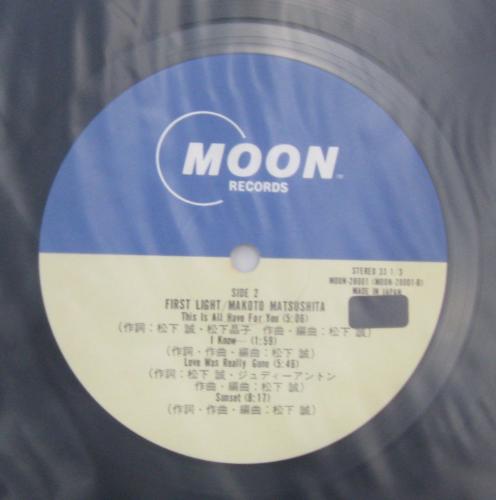 MOON
RECORDS
TM
STEREO 33 1/3
MOON-28001 (MOON-28001-B)
MADE IN JAPAN
SIDE 2
FIRST LIGHT/MAKOTO MATSUSHITA
This Is All Have For You (5:06)
(作詞:松下 誠・松下晶子 作曲・編曲:松下 誠)
I Know… (1:59)
(作詞・作曲・編曲:松下 誠)
Love Was Really Gone (5:46)
(作詞:松下 誠・ジュディーアントン
作曲・編曲:松下 誠)
Sunset (8:17)
(作詞・作曲・編曲:松下 誠)